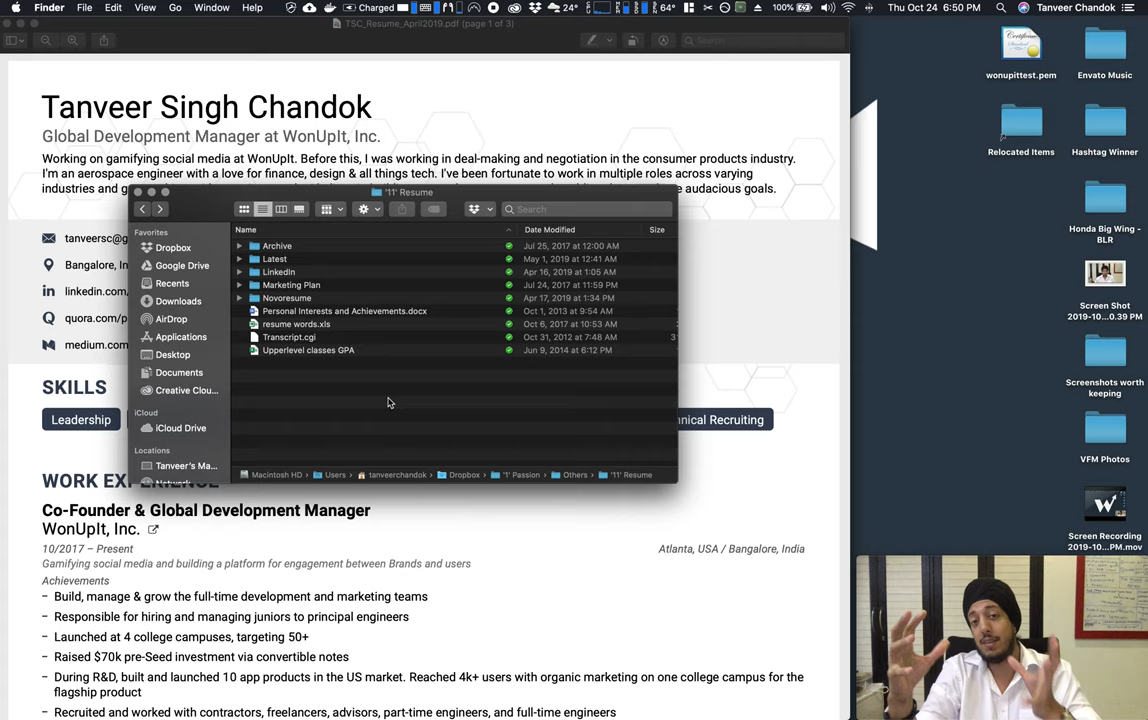 Finder File Edit View Go Window Help
Charged 24° 64° 100% Thu Oct 24 6:50 PM Tanveer Chandok
TSC_Resume_April2019.pdf (page 1 of 3)
Search
Tanveer Singh Chandok
Global Development Manager at WonUpIt, Inc.
Working on gamifying social media at WonUpIt. Before this, I was working in deal-making and negotiation in the consumer products industry.
I'm an aerospace engineer with a love for finance, design & all things tech. I've been fortunate to work in multiple roles across varying
industries and audacious goals.
tanveersc@g
Bangalore, In
linkedin.com/
quora.com/p
medium.com
SKILLS
Leadership
nical Recruiting
'11' Resume
Search
Favorites
Dropbox
Google Drive
Recents
Downloads
AirDrop
Applications
Desktop
Documents
Creative Clou...
iCloud
iCloud Drive
Locations
Tanveer's Ma...
Network
Name Date Modified Size
Archive Jul 25, 2017 at 12:00 AM
Latest May 1, 2019 at 12:41 AM
LinkedIn Apr 16, 2019 at 1:05 AM
Marketing Plan Jul 24, 2017 at 11:59 PM
Novoresume Apr 17, 2019 at 1:34 PM
Personal Interests and Achievements.docx Oct 1, 2013 at 9:54 AM
resume words.xls Oct 6, 2017 at 10:53 AM
Transcript.cgi Oct 31, 2012 at 7:48 AM
Upperlevel classes GPA Jun 9, 2014 at 6:12 PM
Macintosh HD › Users › tanveerchandok › Dropbox › '1' Passion › Others › '11' Resume
WORK EXPERIENCE
Co-Founder & Global Development Manager
WonUpIt, Inc.
10/2017 – Present Atlanta, USA / Bangalore, India
Gamifying social media and building a platform for engagement between Brands and users
Achievements
– Build, manage & grow the full-time development and marketing teams
– Responsible for hiring and managing juniors to principal engineers
– Launched at 4 college campuses, targeting 50+
– Raised $70k pre-Seed investment via convertible notes
– During R&D, built and launched 10 app products in the US market. Reached 4k+ users with organic marketing on one college campus for the
flagship product
– Recruited and worked with contractors, freelancers, advisors, part-time engineers, and full-time engineers
Certificate
Standard
wonupittest.pem
Envato Music
Relocated Items
Hashtag Winner
Honda Big Wing -
BLR
Screen Shot
2019-10...0.39 PM
Screenshots worth
keeping
VFM Photos
Screen Recording
2019-10...PM.mov